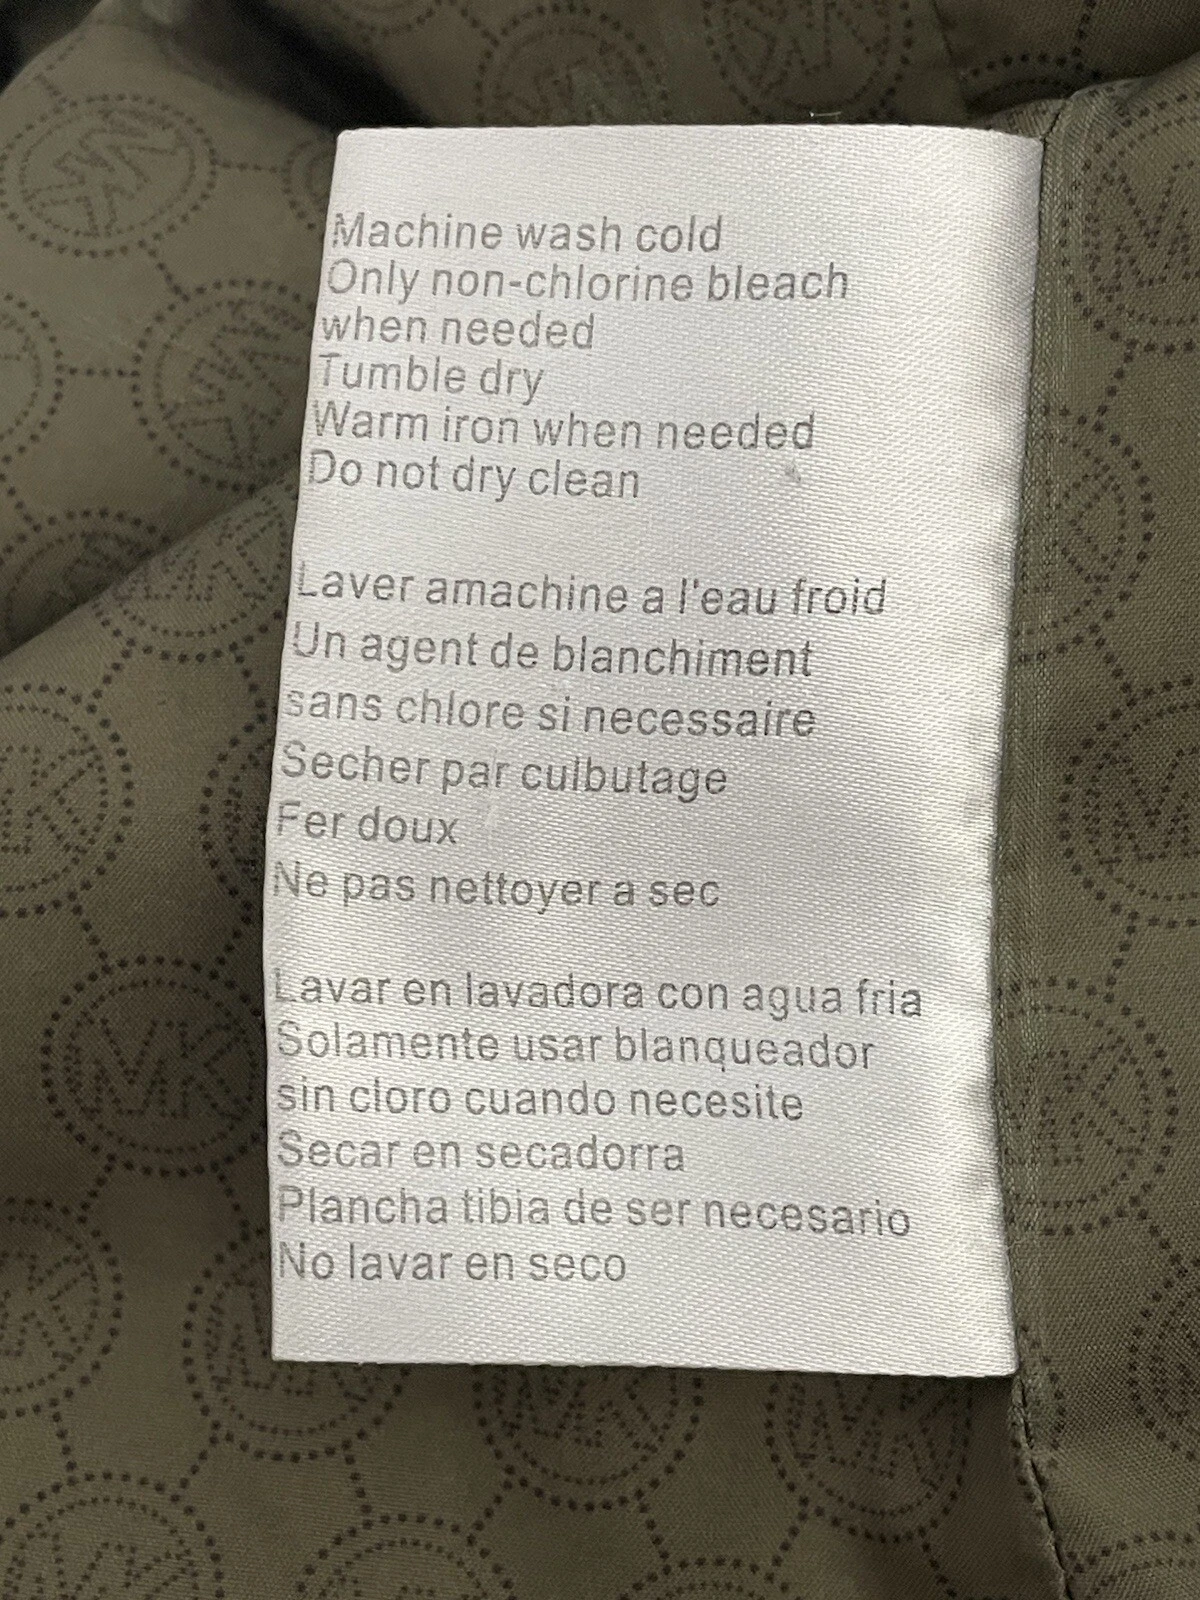 Machine wash cold
Only non-chlorine bleach
when needed
Tumble dry
Warm iron when needed
Do not dry clean
Laver amachine a l'eau froid
Un agent de blanchiment
sans chlore si necessaire
Secher par culbutage
Fer doux
Ne pas nettoyer a sec
Lavar en lavadora con agua fria
Solamente usar blanqueador
sin cloro cuando necesite
Secar en secadorra
Plancha tibia de ser necesario
No lavar en seco